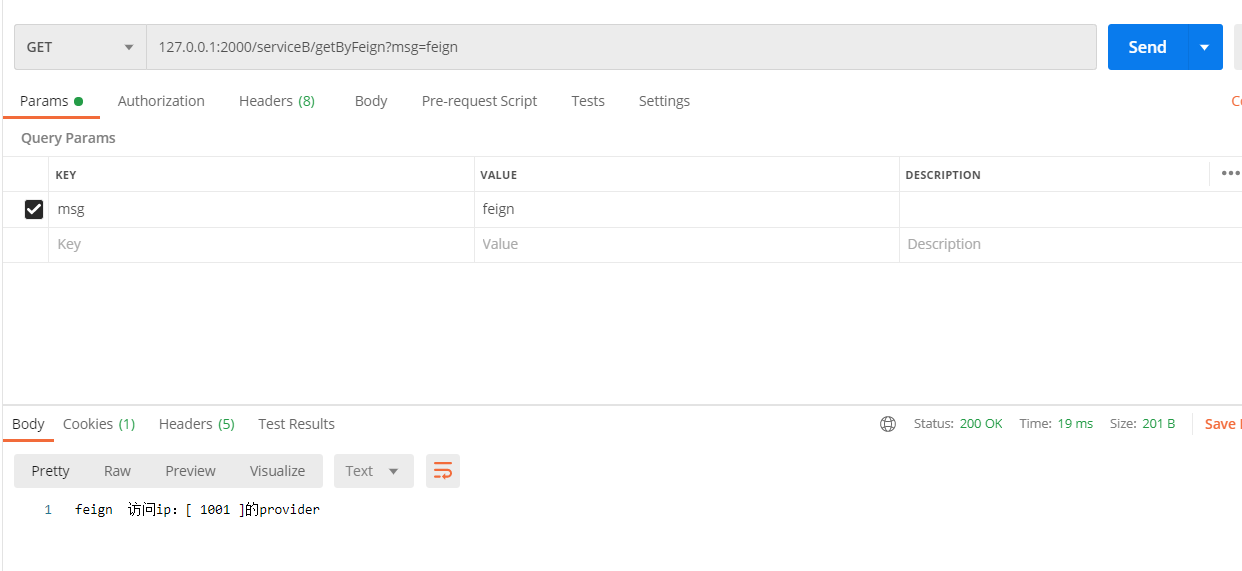 GET 127.0.0.1:2000/serviceB/getByFeign?msg=feign Send
Params Authorization Headers (8) Body Pre-request Script Tests Settings
Query Params
KEY VALUE DESCRIPTION •••
msg feign
Key Value Description
Body Cookies (1) Headers (5) Test Results Status: 200 OK Time: 19 ms Size: 201 B Save
Pretty Raw Preview Visualize Text
1 feign 访问ip：[ 1001 ]的provider